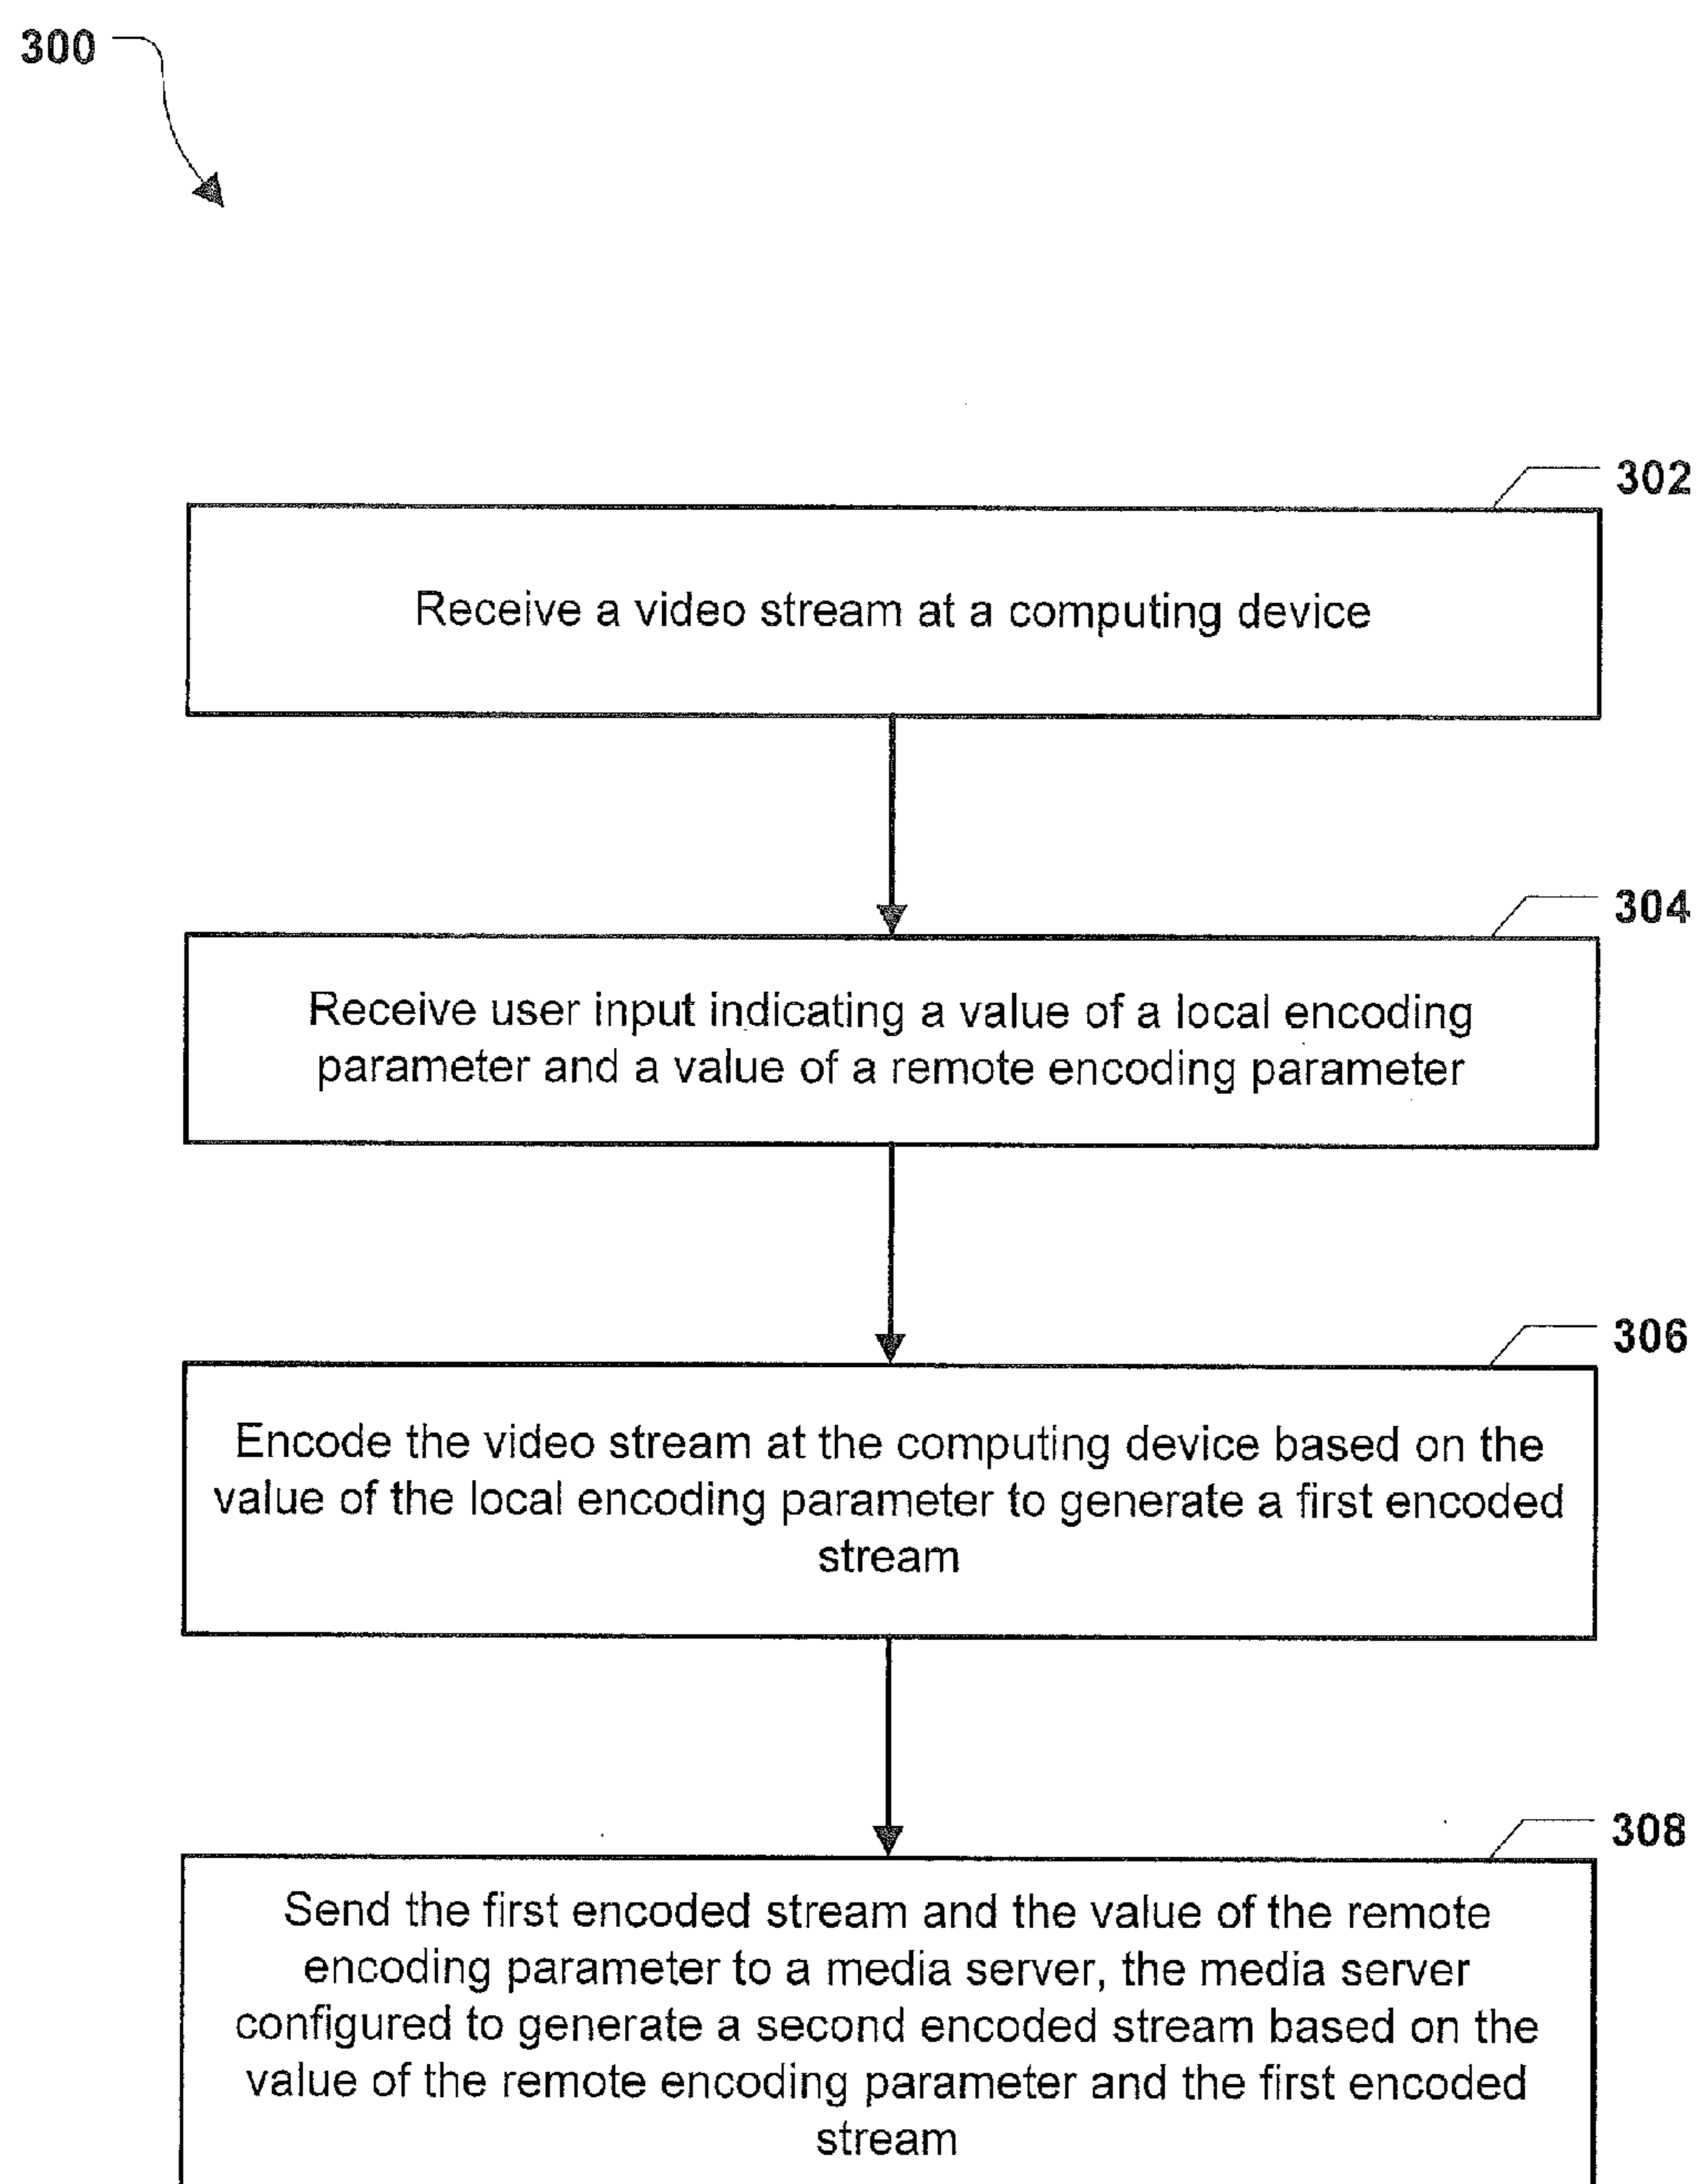 300
302
Receive a video stream at a computing device
304
Receive user input indicating a value of a local encoding
parameter and a value of a remote encoding parameter
306
Encode the video stream at the computing device based on the
value of the local encoding parameter to generate a first encoded
stream
308
Send the first encoded stream and the value of the remote
encoding parameter to a media server, the media server
configured to generate a second encoded stream based on the
value of the remote encoding parameter and the first encoded
stream